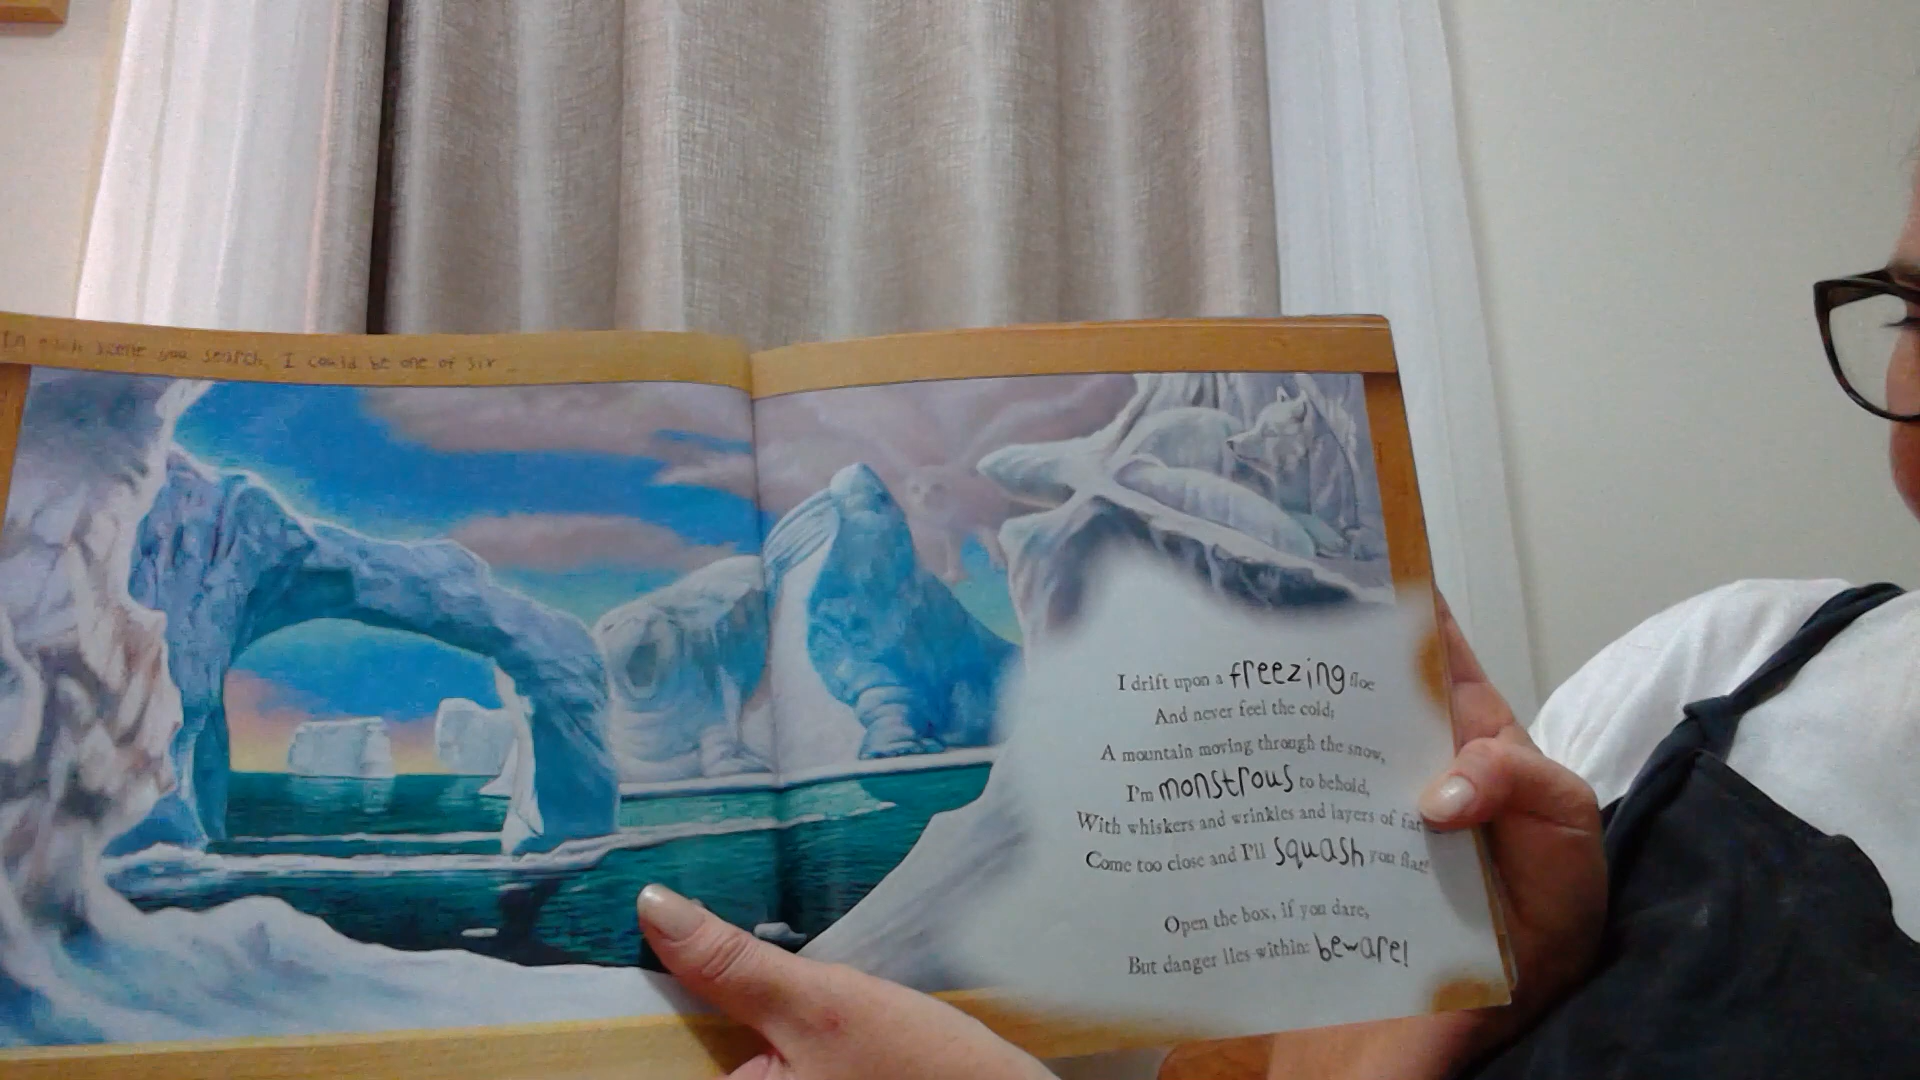 In each scene you search, I could be one of six
I drift upon a freezing floe
And never feel the cold;
A mountain moving through the snow,
I'm monstrous to behold,
With whiskers and wrinkles and layers of fat
Come too close and I'll squash you flat!
Open the box, if you dare,
But danger lies within: beware!